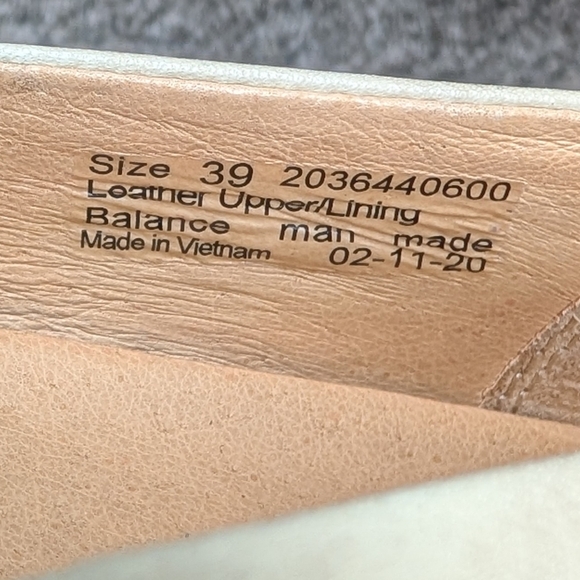 Size 39 2036440600
Leather Upper/Lining
Balance man made
Made in Vietnam 02-11-20